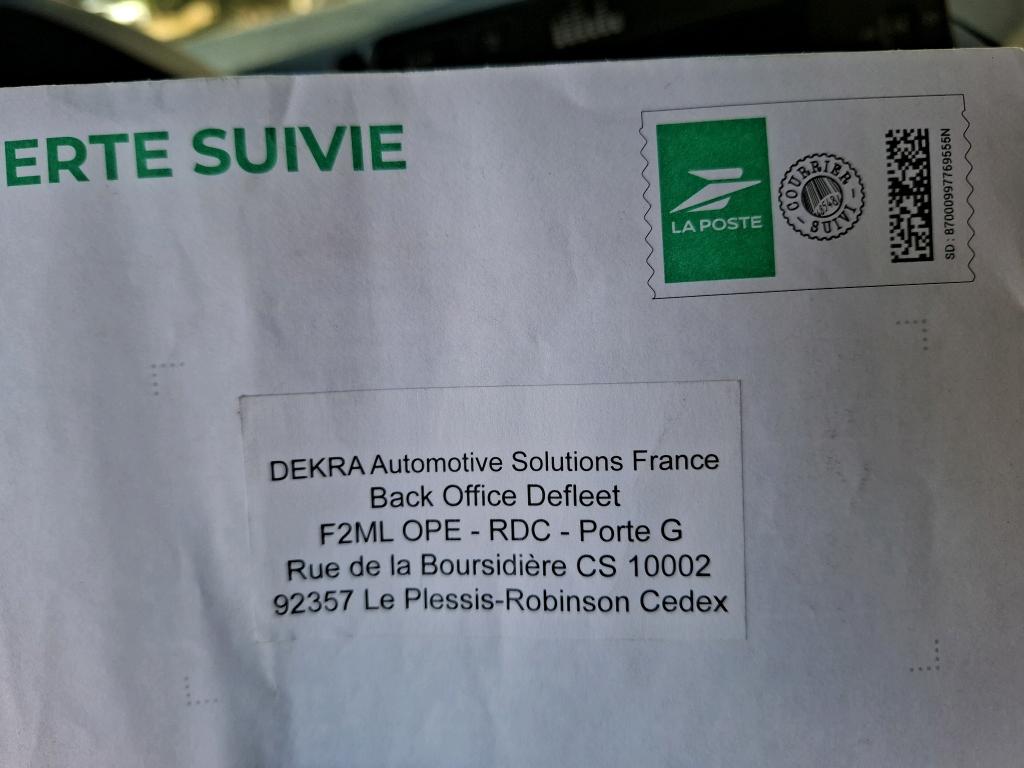 ERTE SUIVIE
LA POSTE
COURRIER
SUIVI
SD : 87000997769555N
DEKRA Automotive Solutions France
Back Office Defleet
F2ML OPE - RDC - Porte G
Rue de la Boursidière CS 10002
92357 Le Plessis-Robinson Cedex